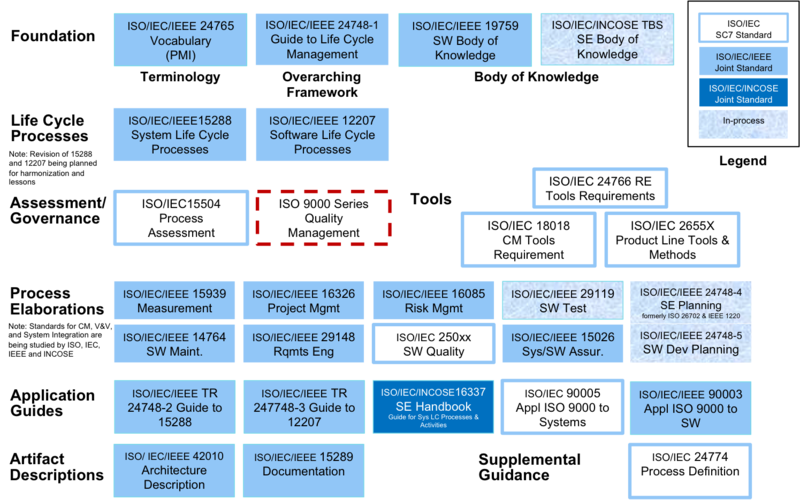 Foundation
ISO/IEC/IEEE 24765
Vocabulary
(PMI)
ISO/IEC/IEEE 24748-1
Guide to Life Cycle
Management
ISO/IEC/IEEE 19759
SW Body of
Knowledge
ISO/IEC/INCOSE TBS
SE Body of
Knowledge
Terminology
Overarching
Framework
Body of Knowledge
ISO/IEC
SC7 Standard
ISO/IEC/IEEE
Joint Standard
ISO/IEC/INCOSE
Joint Standard
In-process
Legend
Life Cycle
Processes
Note: Revision of 15288
and 12207 being planned
for harmonization and
lessons
ISO/IEC/IEEE15288
System Life Cycle
Processes
ISO/IEC/IEEE 12207
Software Life Cycle
Processes
Assessment/
Governance
ISO/IEC15504
Process
Assessment
ISO 9000 Series
Quality
Management
Tools
ISO/IEC 24766 RE
Tools Requirements
ISO/IEC 18018
CM Tools
Requirement
ISO/IEC 2655X
Product Line Tools &
Methods
Process
Elaborations
Note: Standards for CM, V&V,
and System Integration are
being studied by ISO, IEC,
IEEE and INCOSE
ISO/IEC/IEEE 15939
Measurement
ISO/IEC/IEEE 16326
Project Mgmt
ISO/IEC/IEEE 16085
Risk Mgmt
ISO/IEC/IEEE 29119
SW Test
ISO/IEC/IEEE 24748-4
SE Planning
formerly ISO 26702 & IEEE 1220
ISO/IEC/IEEE 14764
SW Maint.
ISO/IEC/IEEE 29148
Rqmts Eng
ISO/IEC 250xx
SW Quality
ISO/IEC/IEEE 15026
Sys/SW Assur.
ISO/IEC/IEEE 24748-5
SW Dev Planning
Application
Guides
ISO/IEC/IEEE TR
24748-2 Guide to
15288
ISO/IEC/IEEE TR
247748-3 Guide to
12207
ISO/IEC/INCOSE16337
SE Handbook
Guide for Sys LC Processes &
Activities
ISO/IEC 90005
Appl ISO 9000 to
Systems
ISO/IEC/IEEE 90003
Appl ISO 9000 to
SW
Artifact
Descriptions
ISO/ IEC/IEEE 42010
Architecture
Description
ISO/IEC/IEEE 15289
Documentation
Supplemental
Guidance
ISO/IEC 24774
Process Definition